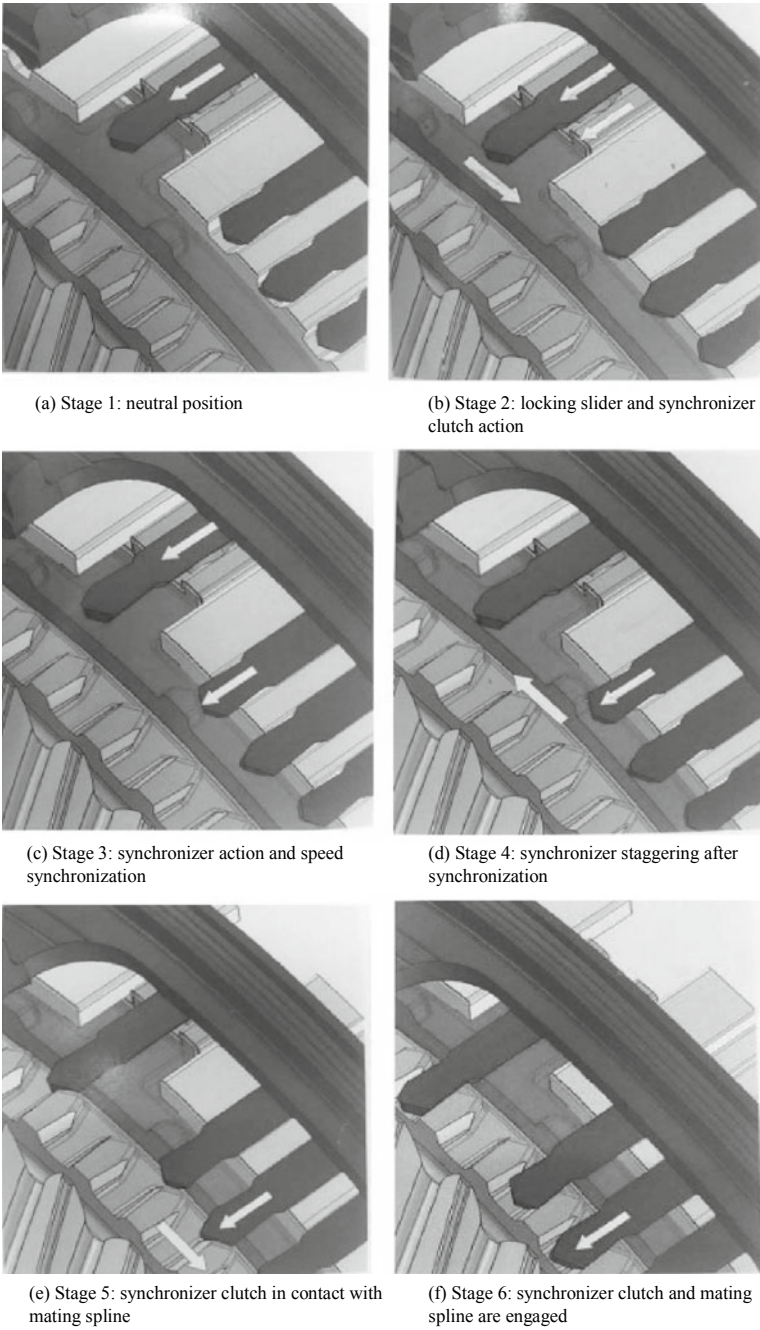 (a) Stage 1: neutral position
(b) Stage 2: locking slider and synchronizer
clutch action
(c) Stage 3: synchronizer action and speed
synchronization
(d) Stage 4: synchronizer staggering after
synchronization
(e) Stage 5: synchronizer clutch in contact with
mating spline
(f) Stage 6: synchronizer clutch and mating
spline are engaged